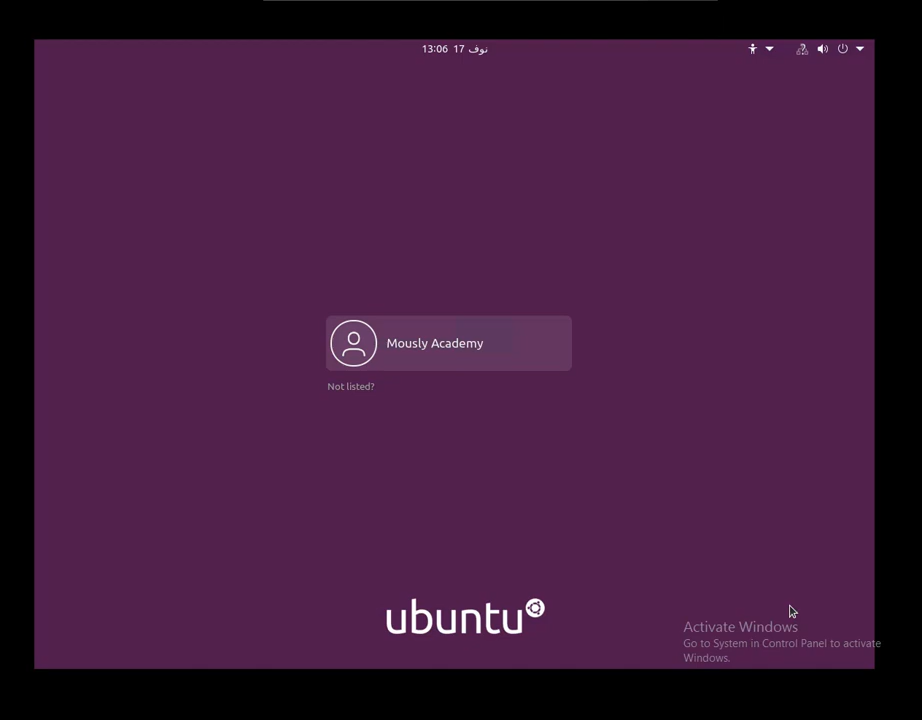 13:06 17 نوف
Mously Academy
Not listed?
ubuntu
Activate Windows
Go to System in Control Panel to activate
Windows.